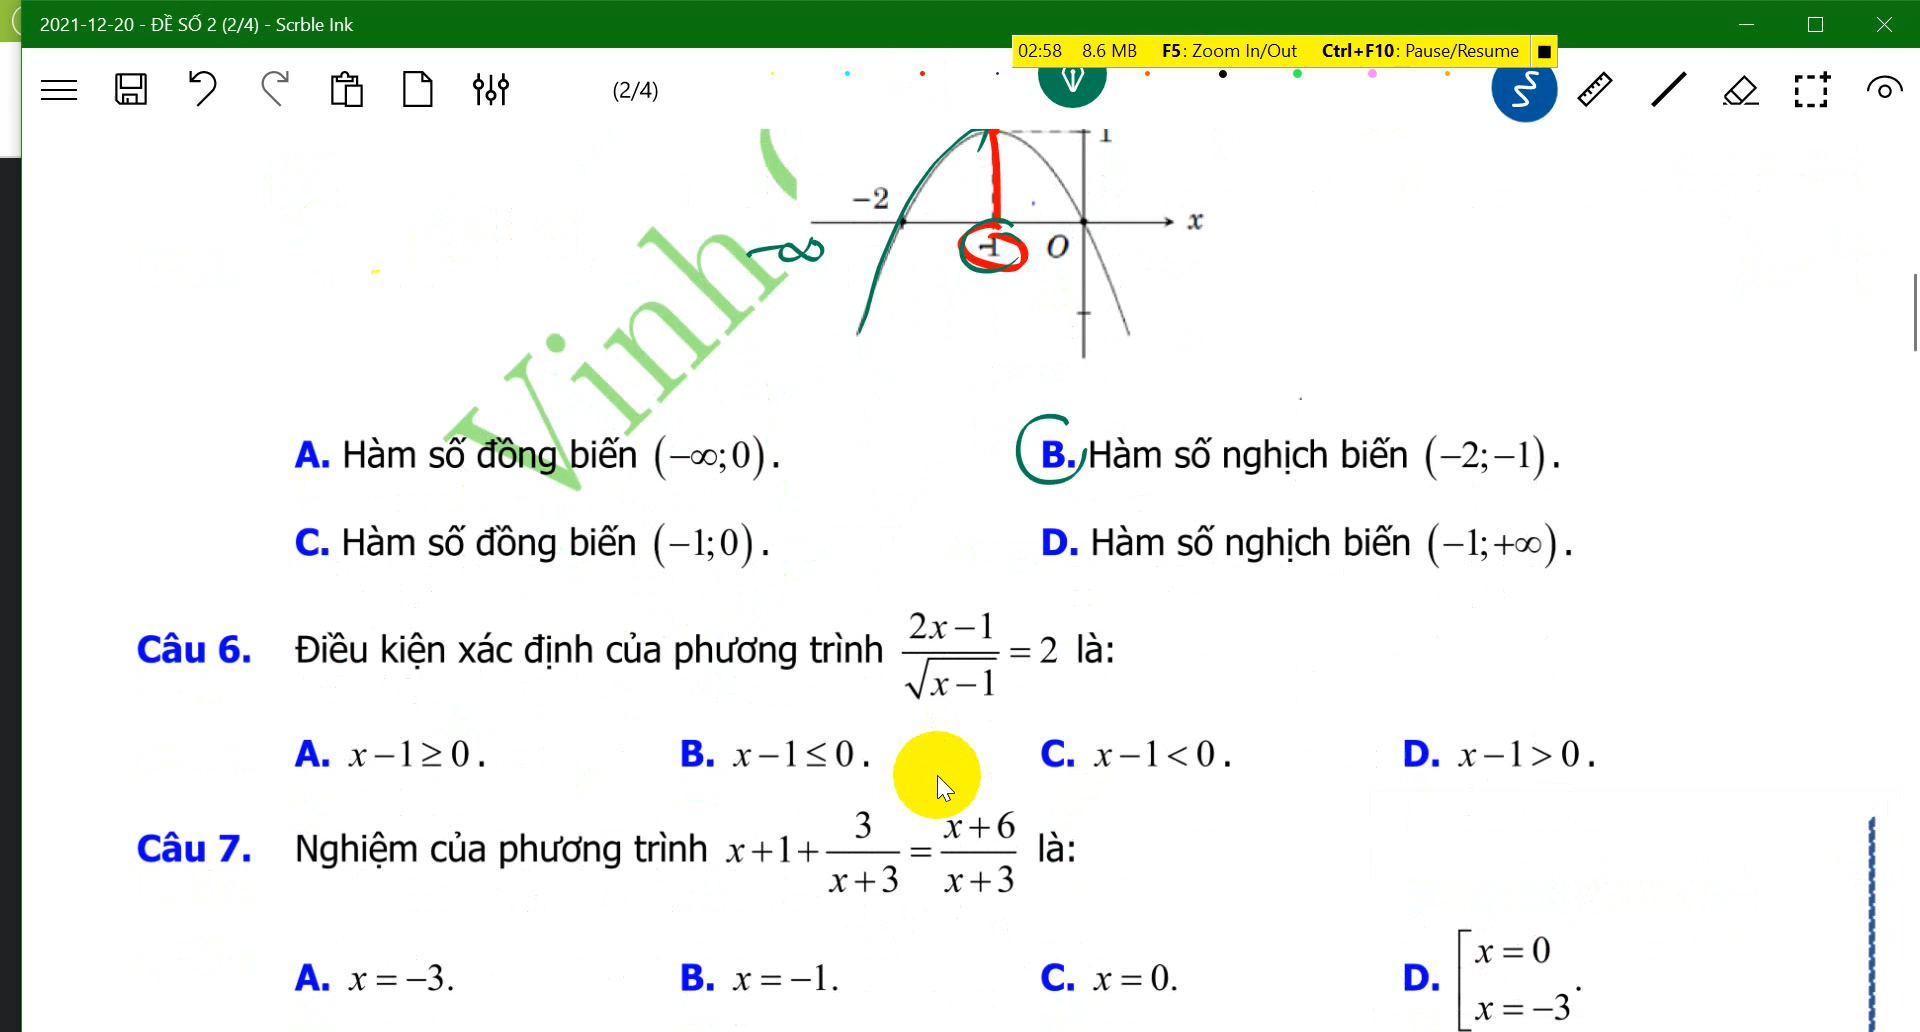 2021-12-20 - ĐỀ SỐ 2 (2/4) - Scrble Ink
02:58 8.6 MB F5: Zoom In/Out Ctrl+F10: Pause/Resume
(2/4)
1
-2
x
-∞
-1
O
Vinh
A. Hàm số đồng biến (-∞;0).
B. Hàm số nghịch biến (-2;-1).
C. Hàm số đồng biến (-1;0).
D. Hàm số nghịch biến (-1;+∞).
Câu 6. Điều kiện xác định của phương trình \frac{2x-1}{\sqrt{x-1}} = 2 là:
A. x-1≥0.
B. x-1≤0.
C. x-1<0.
D. x-1>0.
Câu 7. Nghiệm của phương trình x+1+\frac{3}{x+3} = \frac{x+6}{x+3} là:
A. x=-3.
B. x=-1.
C. x=0.
D. [x=0
x=-3.